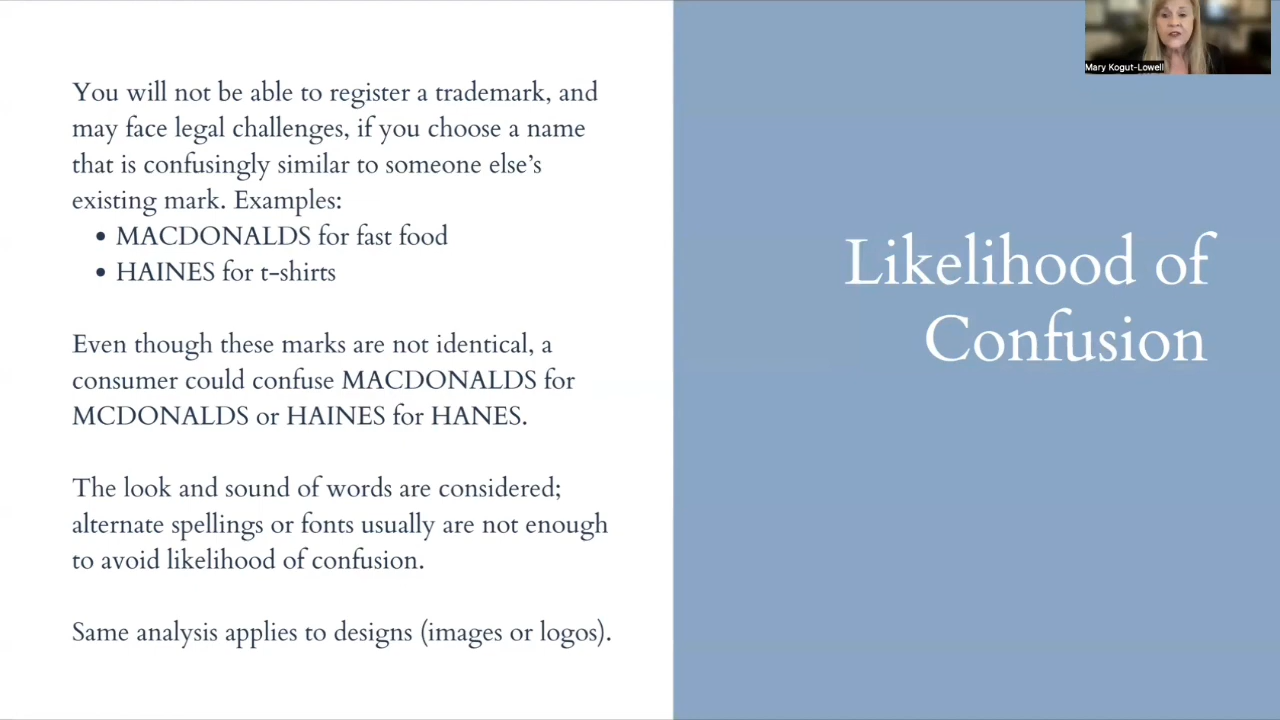 You will not be able to register a trademark, and
may face legal challenges, if you choose a name
that is confusingly similar to someone else's
existing mark. Examples:
• MACDONALDS for fast food
• HAINES for t-shirts
Even though these marks are not identical, a
consumer could confuse MACDONALDS for
MCDONALDS or HAINES for HANES.
The look and sound of words are considered;
alternate spellings or fonts usually are not enough
to avoid likelihood of confusion.
Same analysis applies to designs (images or logos).
Likelihood of
Confusion
Mary Kogut-Lowell